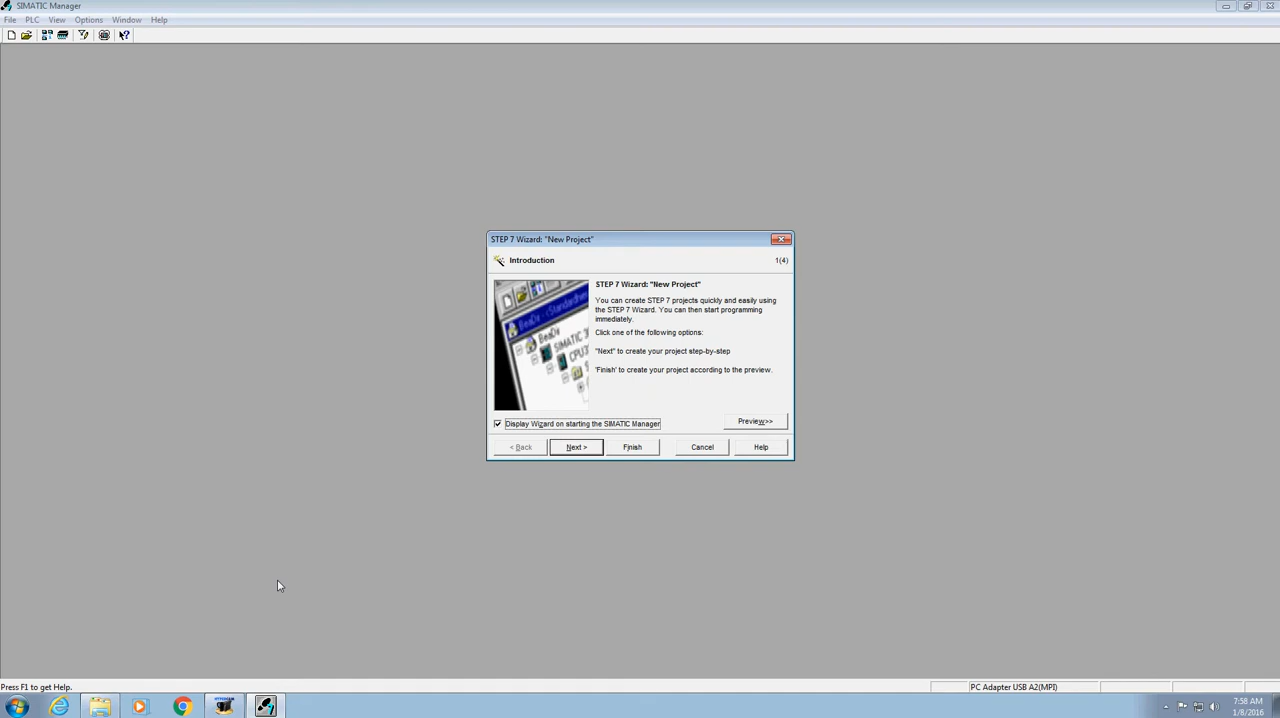 SIMATIC Manager
File PLC View Options Window Help
STEP 7 Wizard: "New Project"
Introduction
1(4)
STEP 7 Wizard: "New Project"
You can create STEP 7 projects quickly and easily using
the STEP 7 Wizard. You can then start programming
immediately.
Click one of the following options:
"Next" to create your project step-by-step
'Finish' to create your project according to the preview.
Display Wizard on starting the SIMATIC Manager
Preview>>
< Back
Next >
Finish
Cancel
Help
Press F1 to get Help.
PC Adapter USB A2(MPI)
7:58 AM
1/8/2016